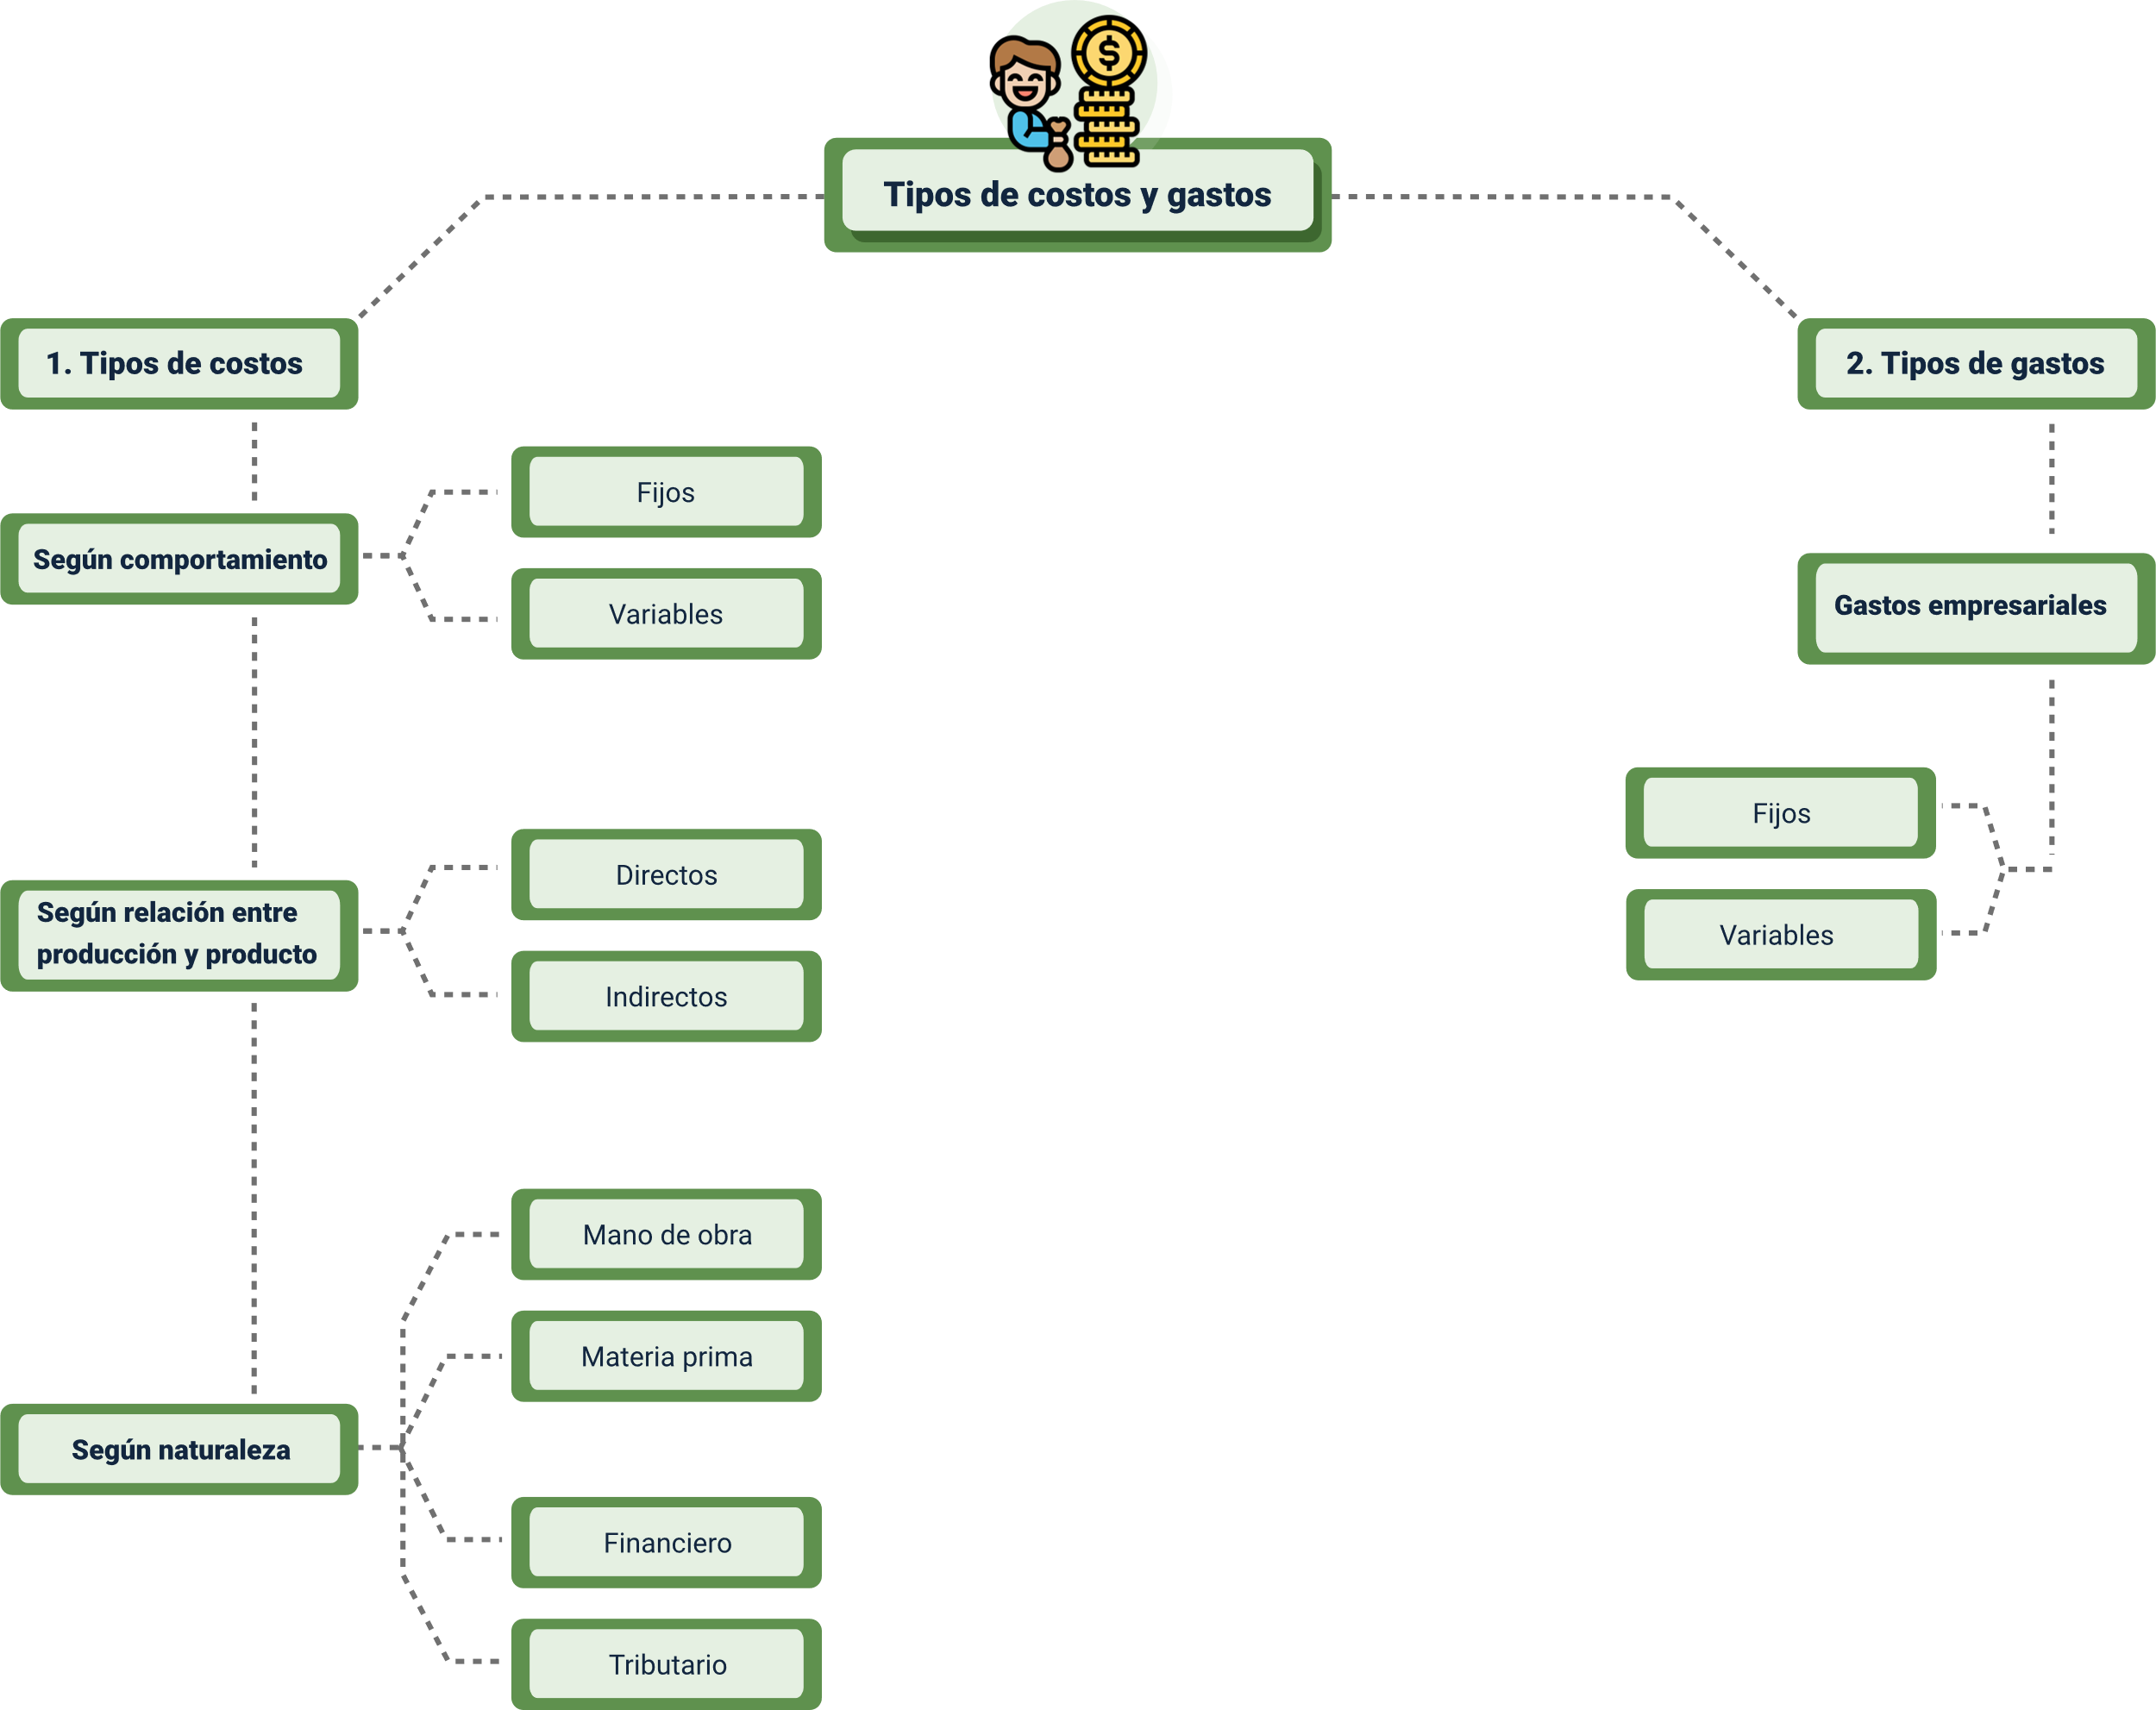 Tipos de costos y gastos
1. Tipos de costos
2. Tipos de gastos
Según comportamiento
Fijos
Variables
Gastos empresariales
Fijos
Variables
Según relación entre
producción y producto
Directos
Indirectos
Según naturaleza
Mano de obra
Materia prima
Financiero
Tributario